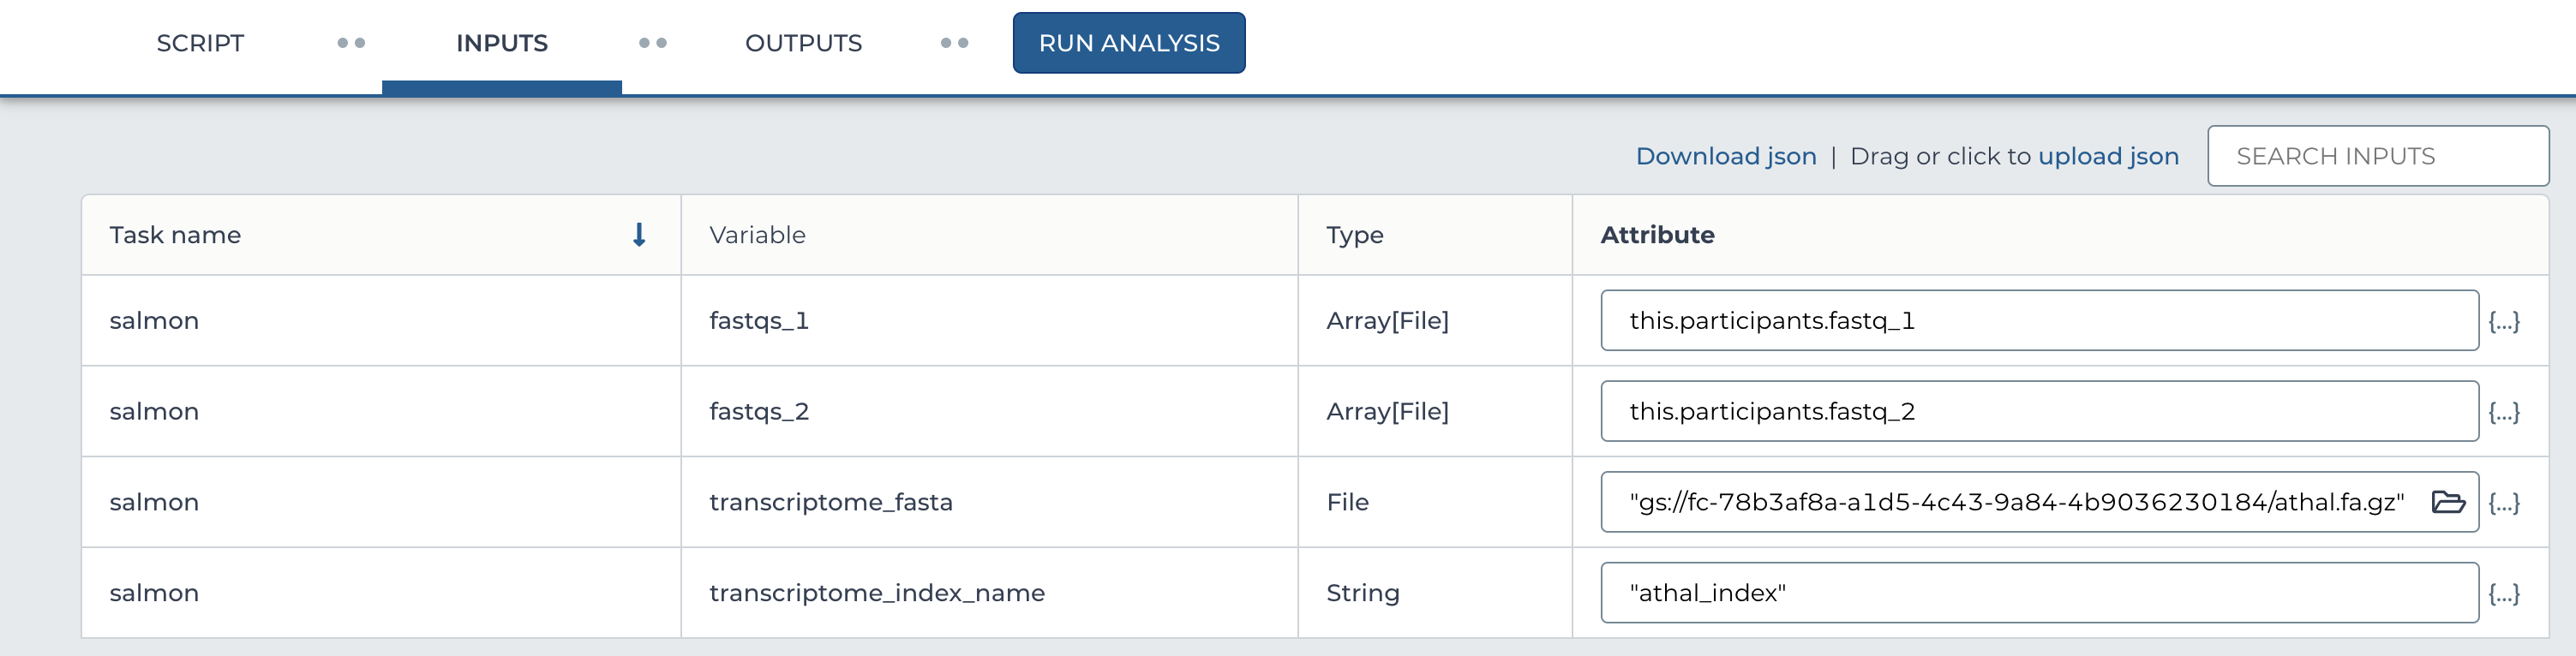 SCRIPT INPUTS OUTPUTS RUN ANALYSIS
Download json | Drag or click to upload json SEARCH INPUTS
Task name Variable Type Attribute
salmon fastqs_1 Array[File] this.participants.fastq_1 {...}
salmon fastqs_2 Array[File] this.participants.fastq_2 {...}
salmon transcriptome_fasta File "gs://fc-78b3af8a-a1d5-4c43-9a84-4b9036230184/athal.fa.gz" {...}
salmon transcriptome_index_name String "athal_index" {...}